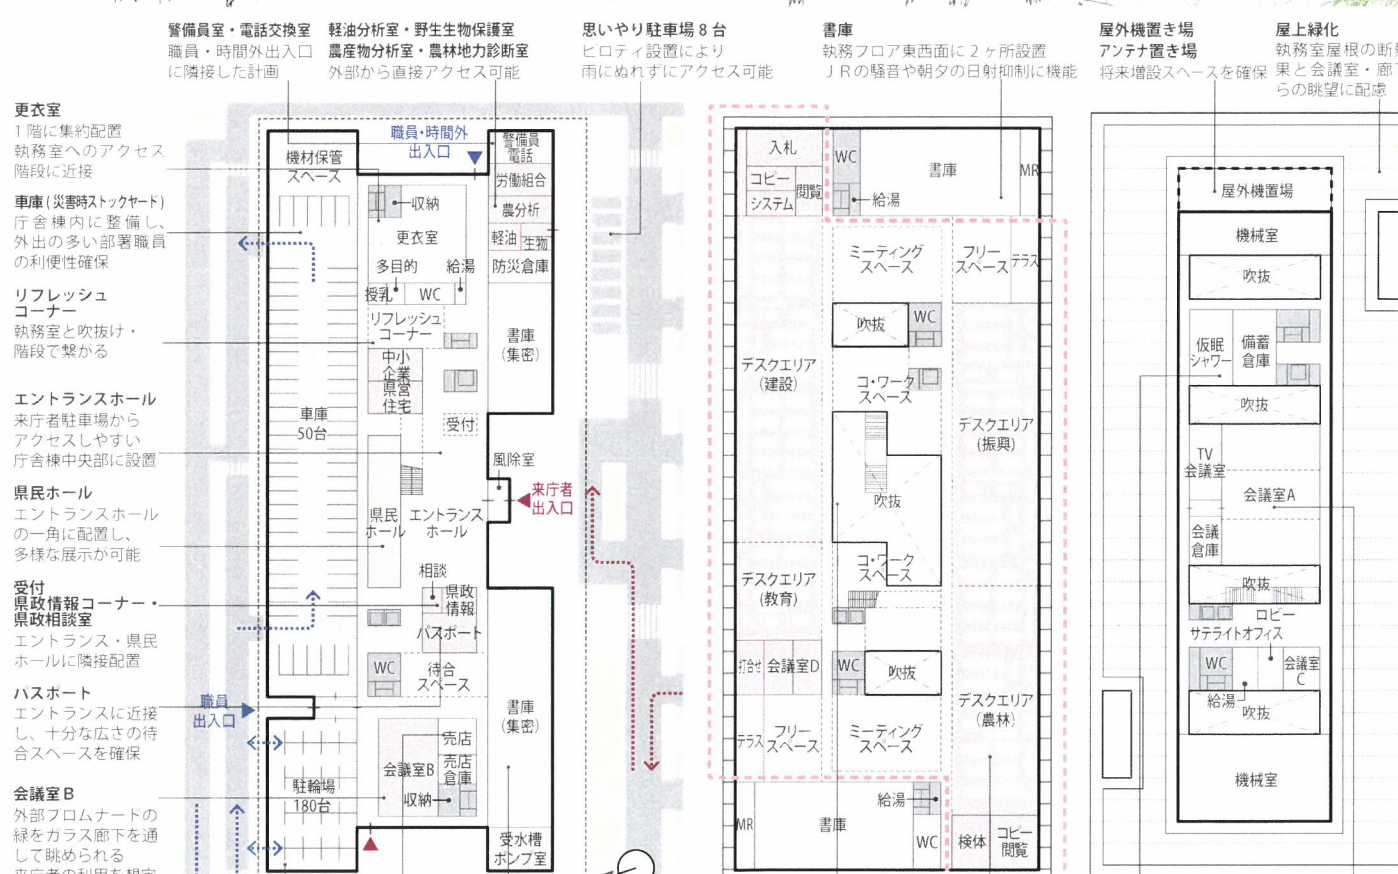 警備員室・電話交換室
職員・時間外出入口
に隣接した計画
軽油分析室・野生生物保護室
農産物分析室・農林地力診断室
外部から直接アクセス可能
思いやり駐車場8台
ピロティ設置により
雨にぬれずにアクセス可能
書庫
執務フロア東西面に2ヶ所設置
JRの騒音や朝夕の日射抑制に機能
屋外機置き場
アンテナ置き場
将来増設スペースを確保
屋上緑化
執務室屋根の断
果と会議室・廊
らの眺望に配慮
更衣室
1階に集約配置
執務室へのアクセス
階段に近接
車庫(災害時ストックヤード)
庁舎棟内に整備し、
外出の多い部署職員
の利便性確保
リフレッシュ
コーナー
執務室と吹抜け・
階段で繋がる
エントランスホール
来庁者駐車場から
アクセスしやすい
庁舎棟中央部に設置
県民ホール
エントランスホール
の一角に配置し、
多様な展示が可能
受付
県政情報コーナー・
県政相談室
エントランス・県民
ホールに隣接配置
パスポート
エントランスに近接
し、十分な広さの待
合スペースを確保
会議室B
外部プロムナードの
緑をガラス廊下を通
して眺められる
機材保管
スペース
職員・時間外
出入口
警備員
電話
労働組合
農分析
軽油
生物
防災倉庫
収納
更衣室
多目的
給湯
授乳
WC
リフレッシュ
コーナー
中小
企業
県営
住宅
書庫
(集密)
車庫
50台
受付
風除室
来庁者
出入口
県民
ホール
エントランス
ホール
相談
県政
情報
パスポート
WC
待合
スペース
職員
出入口
書庫
(集密)
売店
会議室B
売店
倉庫
収納
駐輪場
180台
受水槽
ポンプ室
入札
コピー
システム
閲覧
WC
給湯
書庫
MR
ミーティング
スペース
フリー
スペース
テラス
吹抜
WC
デスクエリア
(建設)
コ・ワーク
スペース
デスクエリア
(振興)
吹抜
コ・ワーク
スペース
デスクエリア
(教育)
打合せ
会議室D
WC
吹抜
デスクエリア
(農林)
テラス
フリー
スペース
ミーティング
スペース
給湯
MR
書庫
WC
検体
コピー
閲覧
屋外機置場
機械室
吹抜
仮眠
シャワー
備蓄
倉庫
吹抜
TV
会議室
会議室A
会議
倉庫
吹抜
ロビー
サテライトオフィス
WC
会議室
C
給湯
吹抜
機械室